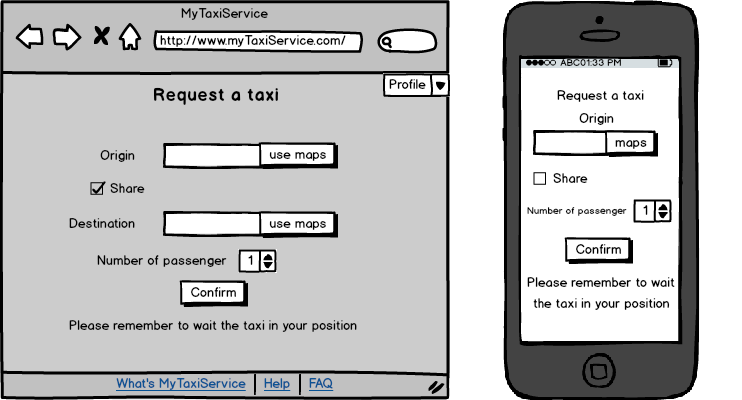 MyTaxiService
http://www.myTaxiService.com/
Profile
Request a taxi
Origin use maps
Share
Destination use maps
Number of passenger 1
Confirm
Please remember to wait the taxi in your position
What's MyTaxiService Help FAQ
ABC01:33 PM
Request a taxi
Origin
maps
Share
Number of passenger 1
Confirm
Please remember to wait
the taxi in your position